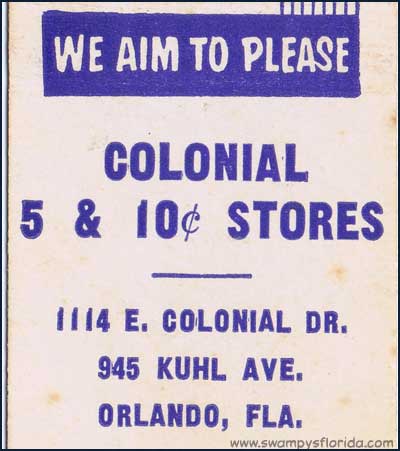 WE AIM TO PLEASE
COLONIAL
5 & 10¢ STORES
1114 E. COLONIAL DR.
945 KUHL AVE.
ORLANDO, FLA.
www.swampysflorida.com